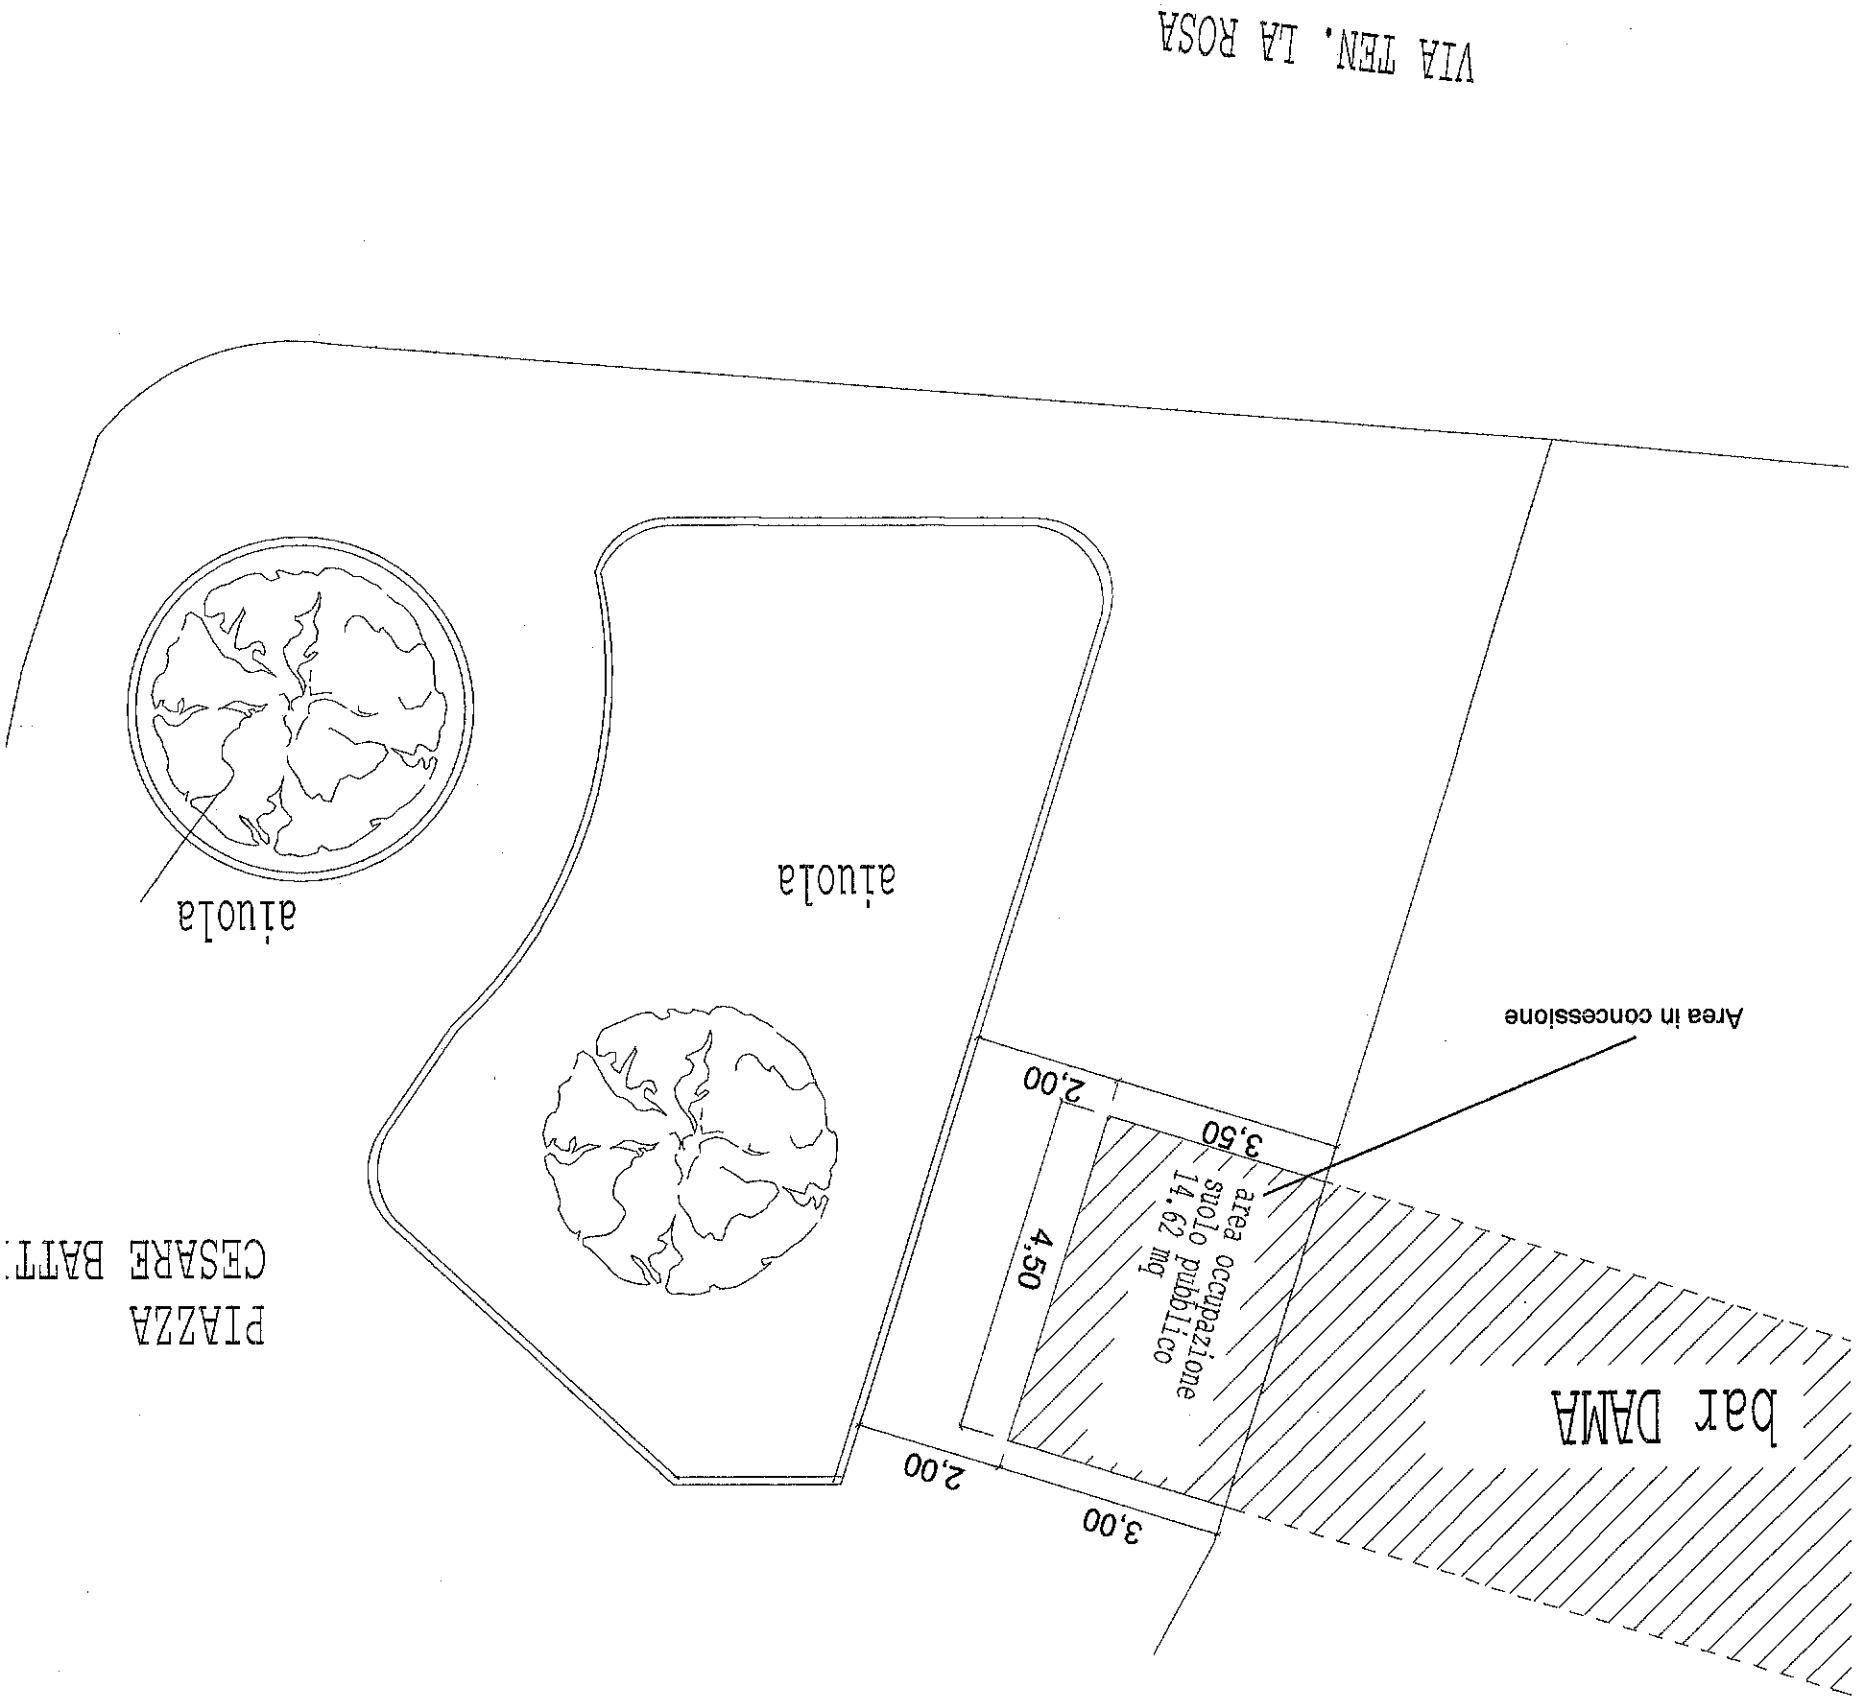 PIAZZA
CESARE BATT.
bar DAMA
3,00
2,00
4,50
area occupazione
suolo pubblico
14.62 mq
3,50
2,00
Area in concessione
aiuola
aiuola
VIA TEN. LA ROSA